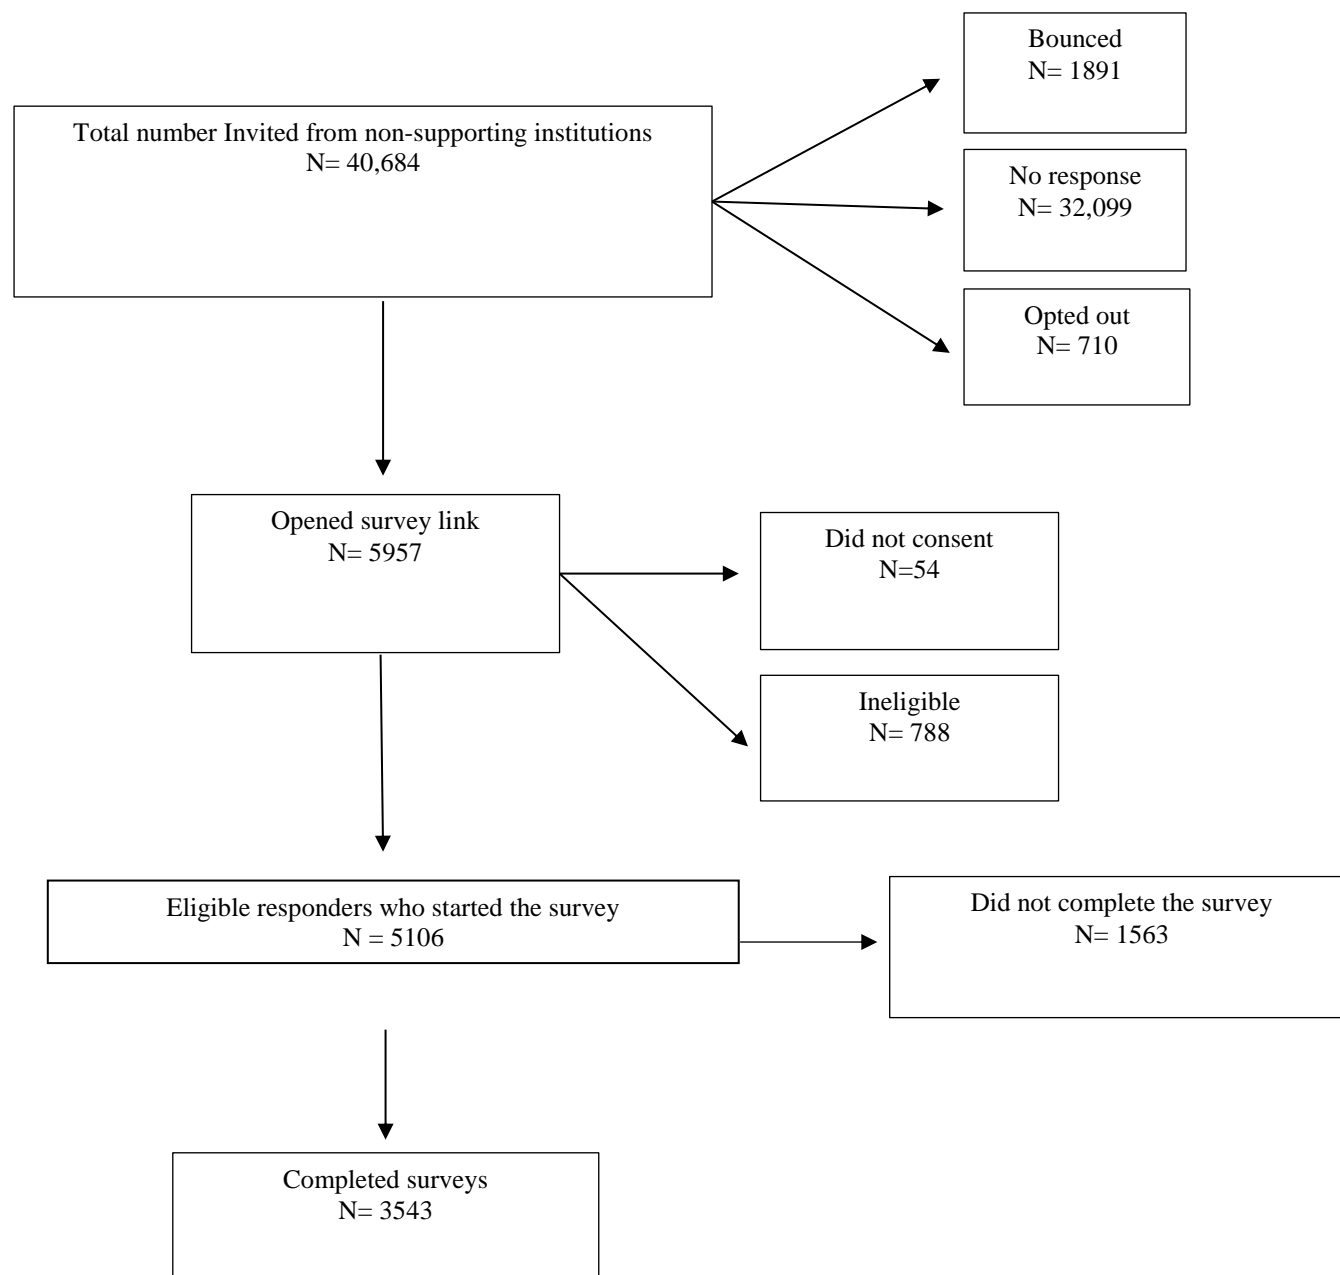 Bounced
N= 1891
Total number Invited from non-supporting institutions
N= 40,684
No response
N= 32,099
Opted out
N= 710
Opened survey link
N= 5957
Did not consent
N=54
Ineligible
N= 788
Eligible responders who started the survey
N = 5106
Did not complete the survey
N= 1563
Completed surveys
N= 3543